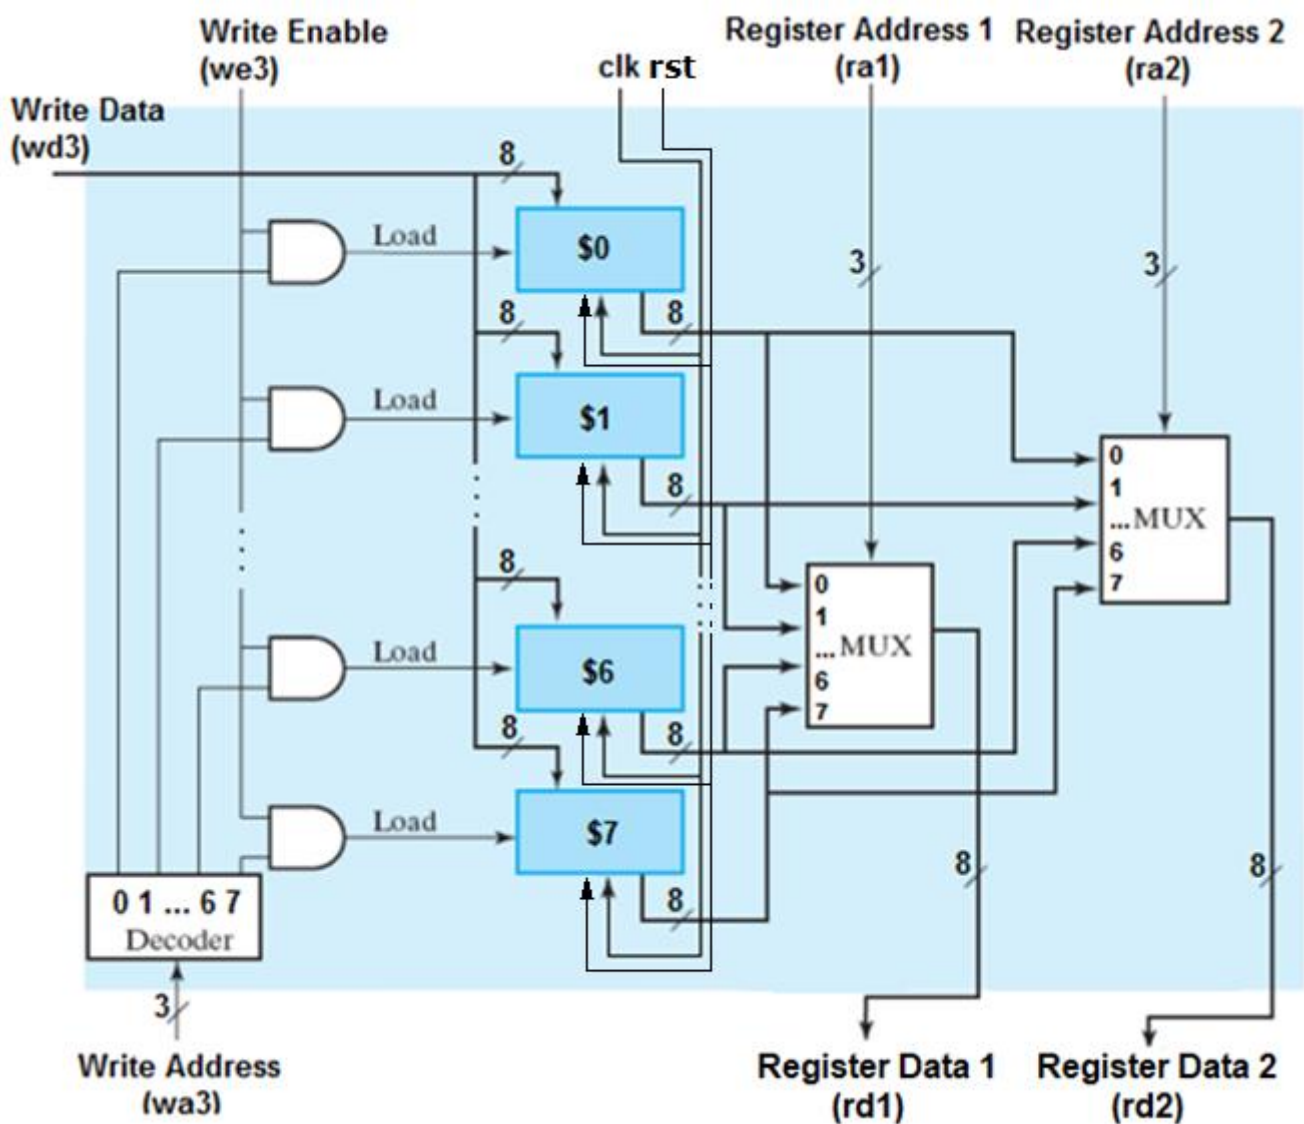 Write Enable
(we3)
clk rst
Register Address 1
(ra1)
Register Address 2
(ra2)
Write Data
(wd3)
8
Load
$0
3
3
8
8
Load
$1
8
0
1
...MUX
6
7
8
0
1
...MUX
6
7
Load
$6
8
8
Load
$7
8
8
8
0 1 ... 6 7
Decoder
3
Write Address
(wa3)
Register Data 1
(rd1)
Register Data 2
(rd2)